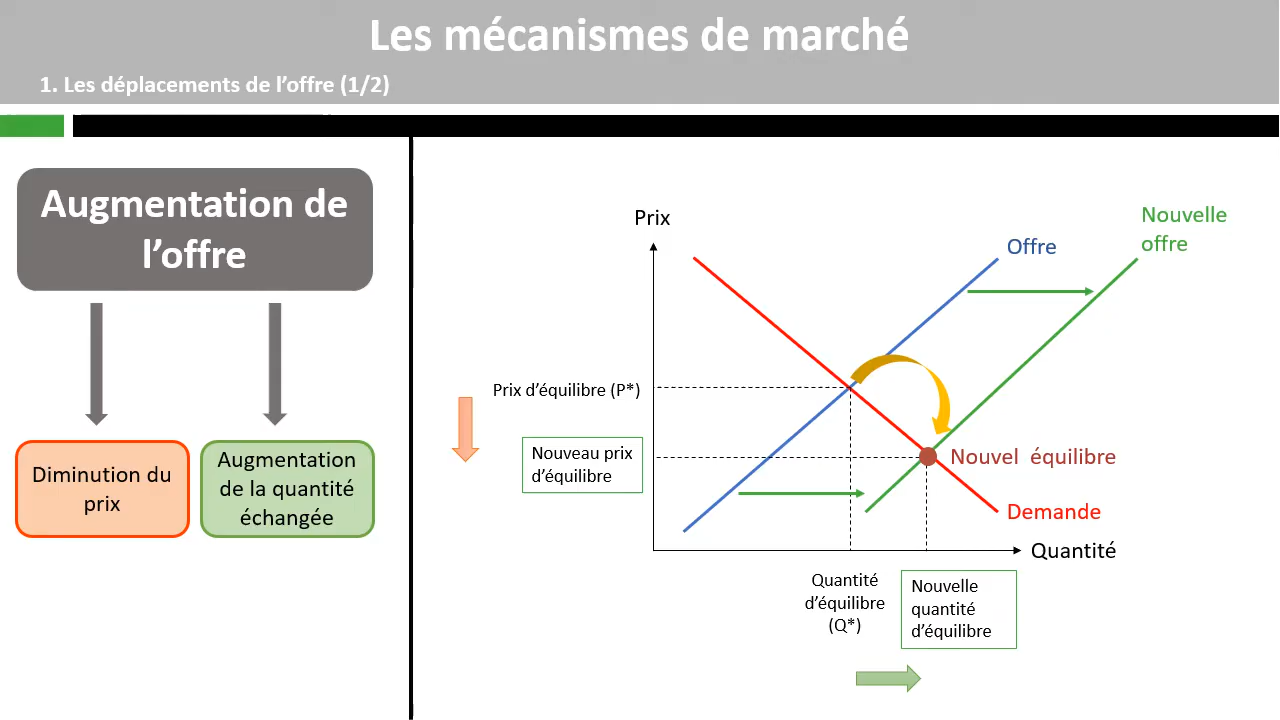 Les mécanismes de marché
1. Les déplacements de l’offre (1/2)
Augmentation de
l’offre
Diminution du
prix
Augmentation
de la quantité
échangée
Prix
Offre
Nouvelle
offre
Prix d’équilibre (P*)
Nouveau prix
d’équilibre
Nouvel équilibre
Demande
Quantité
Quantité
d’équilibre
(Q*)
Nouvelle
quantité
d’équilibre